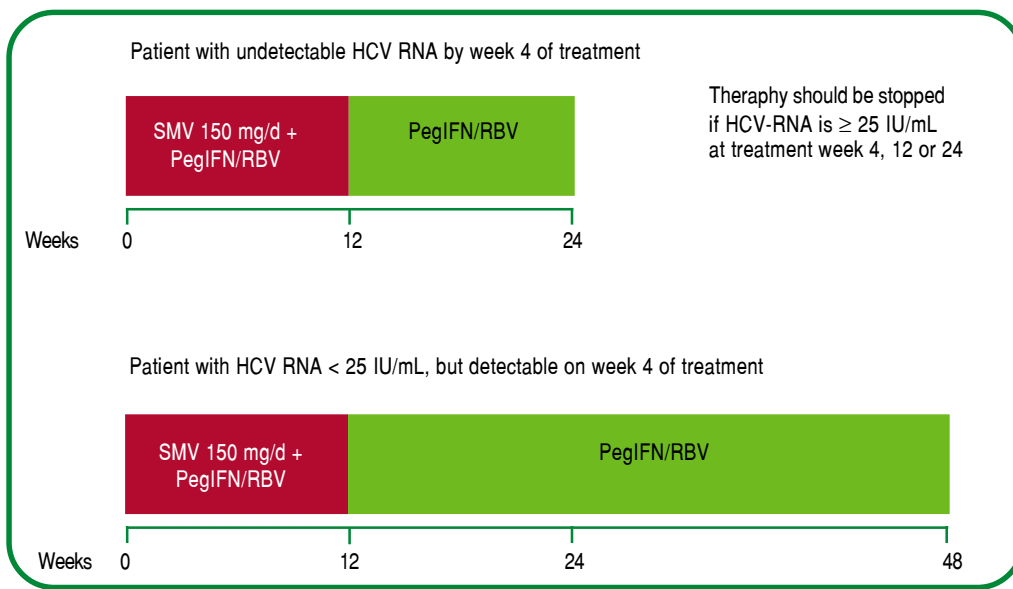 Patient with undetectable HCV RNA by week 4 of treatment
Theraphy should be stopped
if HCV-RNA is ≥ 25 IU/mL
at treatment week 4, 12 or 24
SMV 150 mg/d +
PegIFN/RBV
PegIFN/RBV
Weeks 0 12 24
Patient with HCV RNA < 25 IU/mL, but detectable on week 4 of treatment
SMV 150 mg/d +
PegIFN/RBV
PegIFN/RBV
Weeks 0 12 24 48